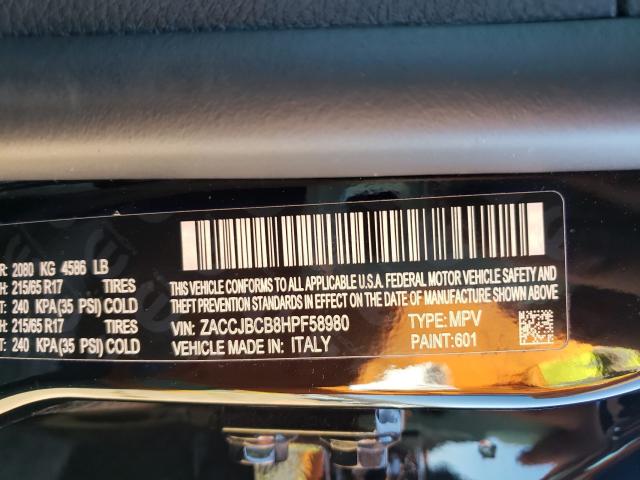 R: 2080 KG 4586 LB
H: 215/65 R17 TIRES
T: 240 KPA(35 PSI) COLD
H: 215/65 R17 TIRES
T: 240 KPA(35 PSI) COLD
THIS VEHICLE CONFORMS TO ALL APPLICABLE U.S.A. FEDERAL MOTOR VEHICLE SAFETY AND
THEFT PREVENTION STANDARDS IN EFFECT ON THE DATE OF MANUFACTURE SHOWN ABOVE.
VIN: ZACCJBCB8HPF58980 TYPE: MPV
VEHICLE MADE IN: ITALY PAINT: 601